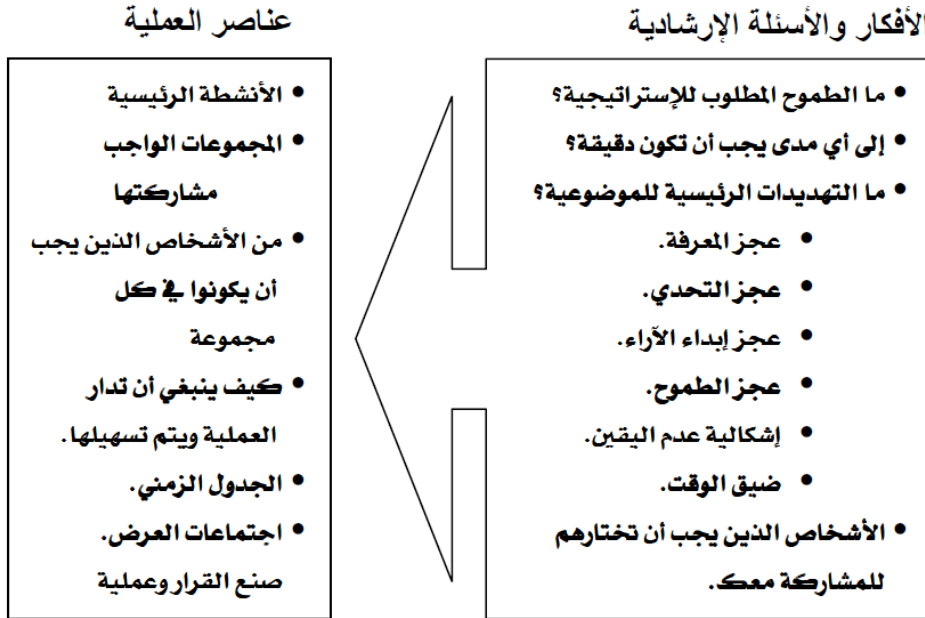 الأفكار والأسئلة الإرشادية
• ما الطموح المطلوب للإستراتيجية؟
• إلى أي مدى يجب أن تكون دقيقة؟
• ما التهديدات الرئيسية للموضوعية؟
• عجز المعرفة.
• عجز التحدي.
• عجز إبداء الآراء.
• عجز الطموح.
• إشكالية عدم اليقين.
• ضيق الوقت.
• الأشخاص الذين يجب أن تختارهم
للمشاركة معك.
عناصر العملية
• الأنشطة الرئيسية
• المجموعات الواجب
مشاركتها
• من الأشخاص الذين يجب
أن يكونوا في كل
مجموعة
• كيف ينبغي أن تدار
العملية ويتم تسهيلها.
• الجدول الزمني.
• اجتماعات العرض.
صنع القرار وعملية